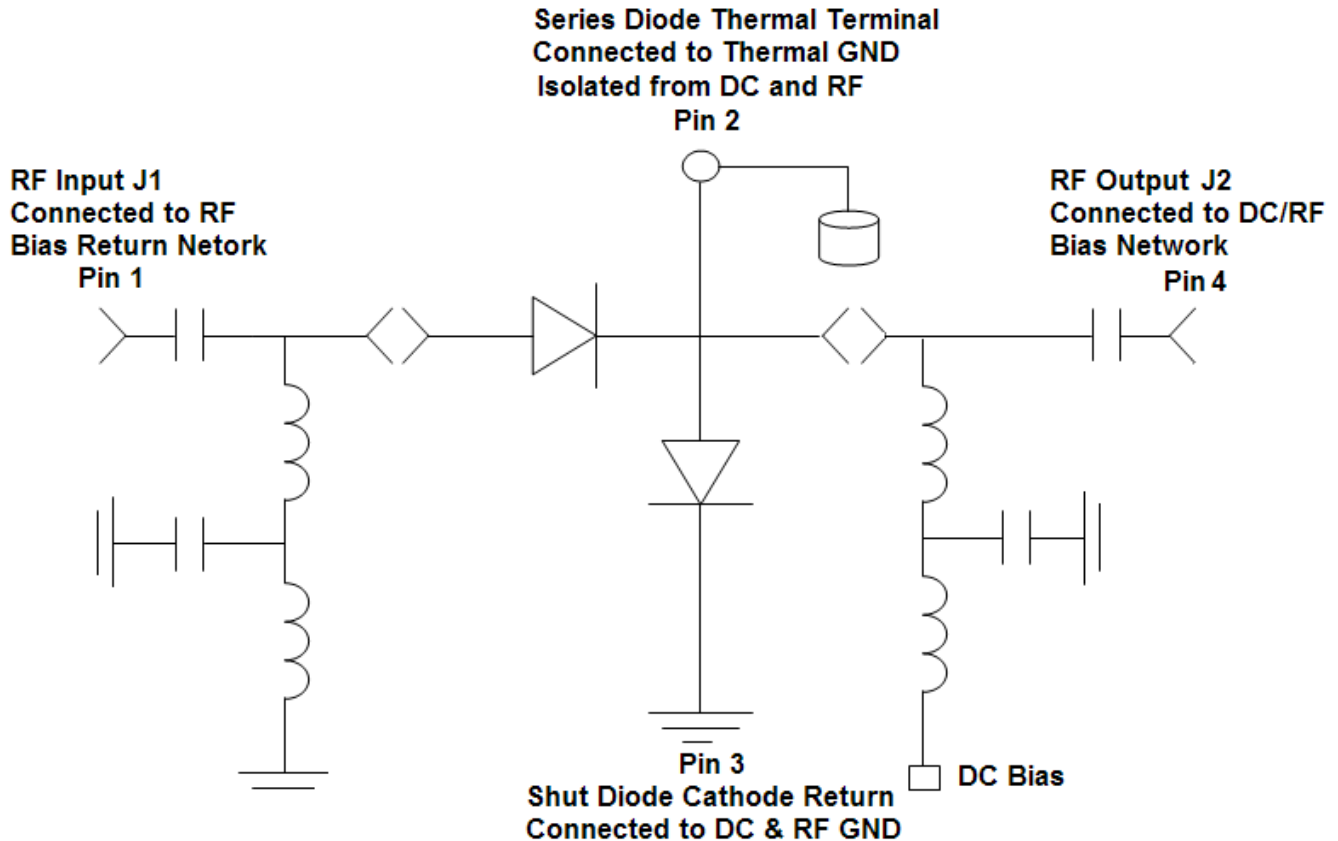 Series Diode Thermal Terminal
Connected to Thermal GND
Isolated from DC and RF
Pin 2
RF Input J1
Connected to RF
Bias Return Netork
Pin 1
RF Output J2
Connected to DC/RF
Bias Network
Pin 4
Pin 3
Shut Diode Cathode Return
Connected to DC & RF GND
DC Bias